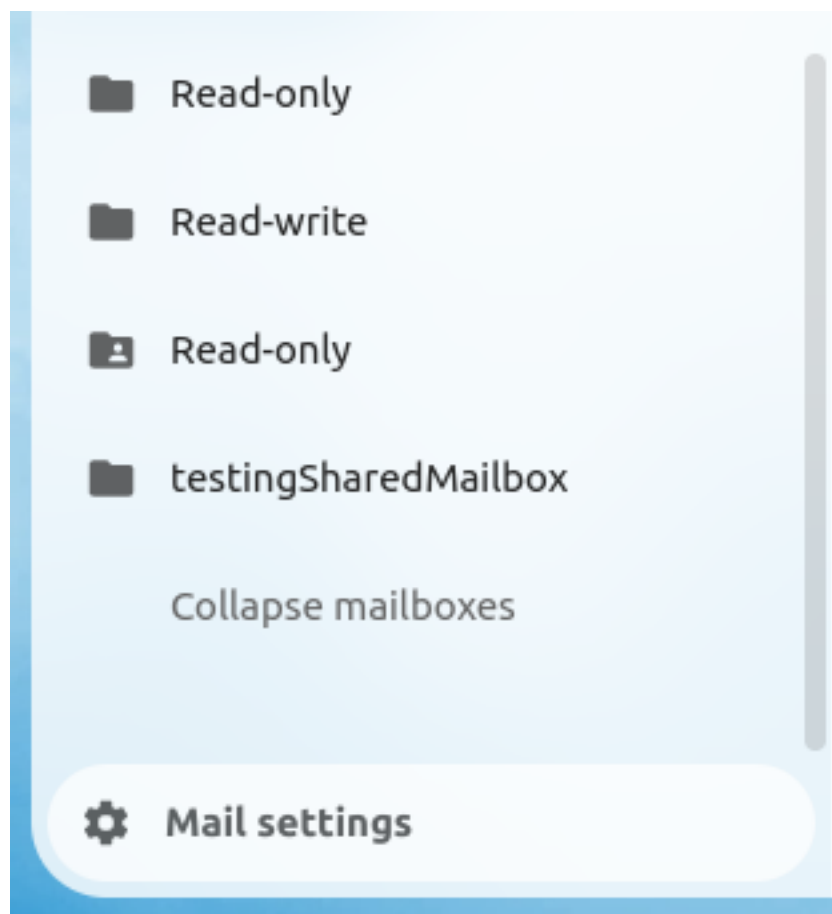 Read-only
Read-write
Read-only
testingSharedMailbox
Collapse mailboxes
Mail settings